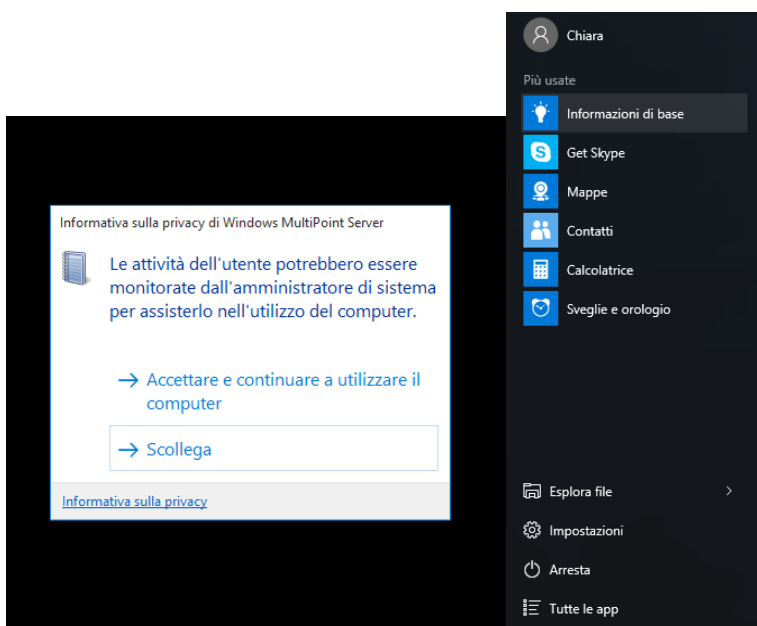 Informativa sulla privacy di Windows MultiPoint Server
Le attività dell'utente potrebbero essere
monitorate dall'amministratore di sistema
per assisterlo nell'utilizzo del computer.
Accettare e continuare a utilizzare il
computer
Scollega
Informativa sulla privacy
Chiara
Più usate
Informazioni di base
Get Skype
Mappe
Contatti
Calcolatrice
Sveglie e orologio
Esplora file
Impostazioni
Arresta
Tutte le app